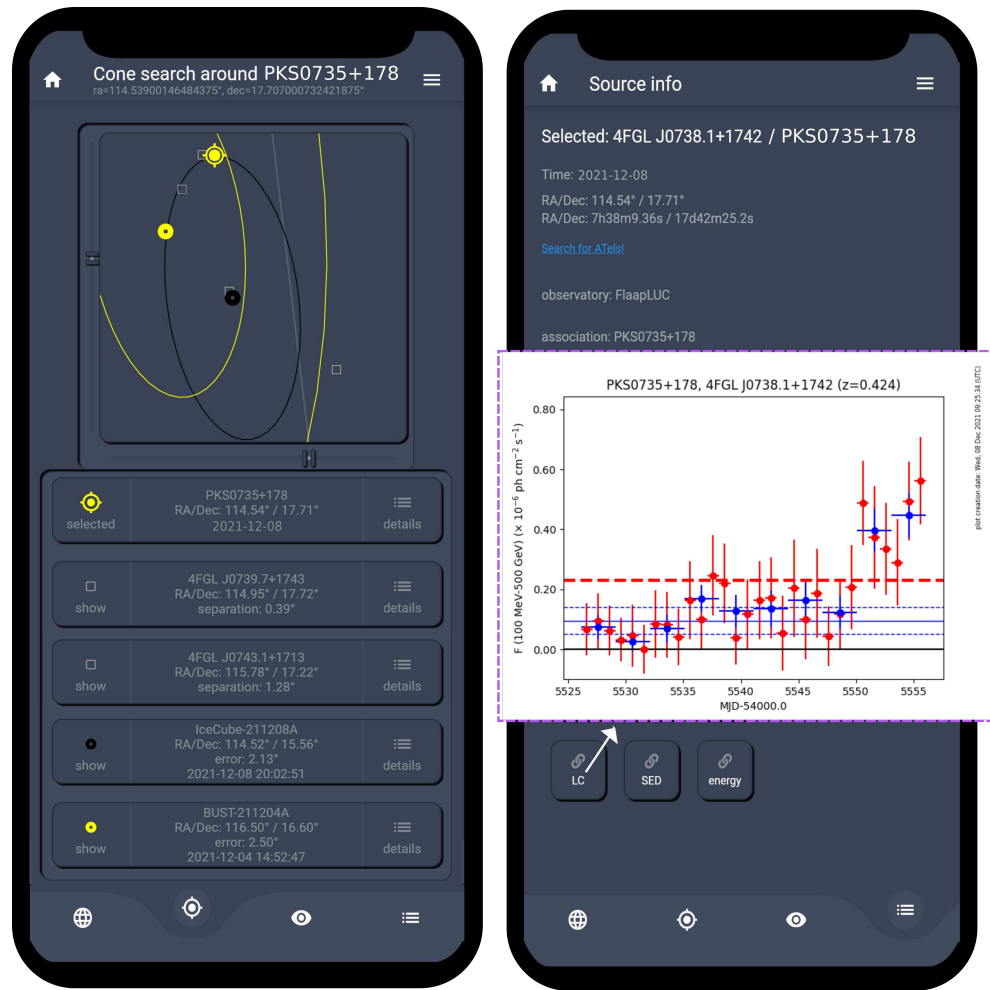 Cone search around PKS0735+178
ra=114.53900146484375°, dec=17.707000732421875°
selected
PKS0735+178
RA/Dec: 114.54° / 17.71°
2021-12-08
details
show
4FGL J0739.7+1743
RA/Dec: 114.95° / 17.72°
separation: 0.39°
details
show
4FGL J0743.1+1713
RA/Dec: 115.78° / 17.22°
separation: 1.28°
details
show
IceCube-211208A
RA/Dec: 114.52° / 15.56°
error: 2.13°
2021-12-08 20:02:51
details
show
BUST-211204A
RA/Dec: 116.50° / 16.60°
error: 2.50°
2021-12-04 14:52:47
details
Source info
Selected: 4FGL J0738.1+1742 / PKS0735+178
Time: 2021-12-08
RA/Dec: 114.54° / 17.71°
RA/Dec: 7h38m9.36s / 17d42m25.2s
Search for ATels!
observatory: FlaapLUC
association: PKS0735+178
PKS0735+178, 4FGL J0738.1+1742 (z=0.424)
F (100 MeV-500 GeV) (× 10⁻⁶ ph cm⁻² s⁻¹)
0.80
0.60
0.40
0.20
0.00
5525 5530 5535 5540 5545 5550 5555
MJD-54000.0
plot creation date: Wed, 08 Dec 2021 09:25:34 (UTC)
LC
SED
energy